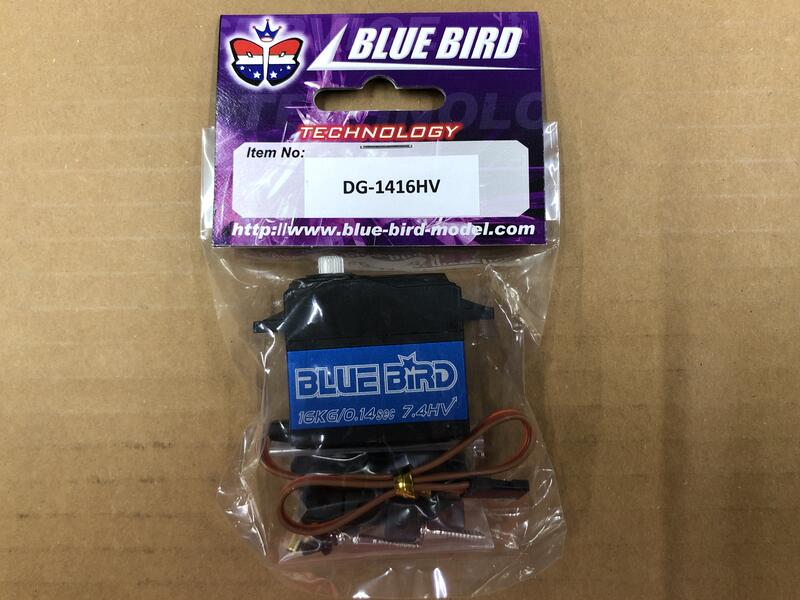 BLUE BIRD
TECHNOLOGY
Item No:
DG-1416HV
http://www.blue-bird-model.com
BLUE BIRD
16KG/0.14sec 7.4HV